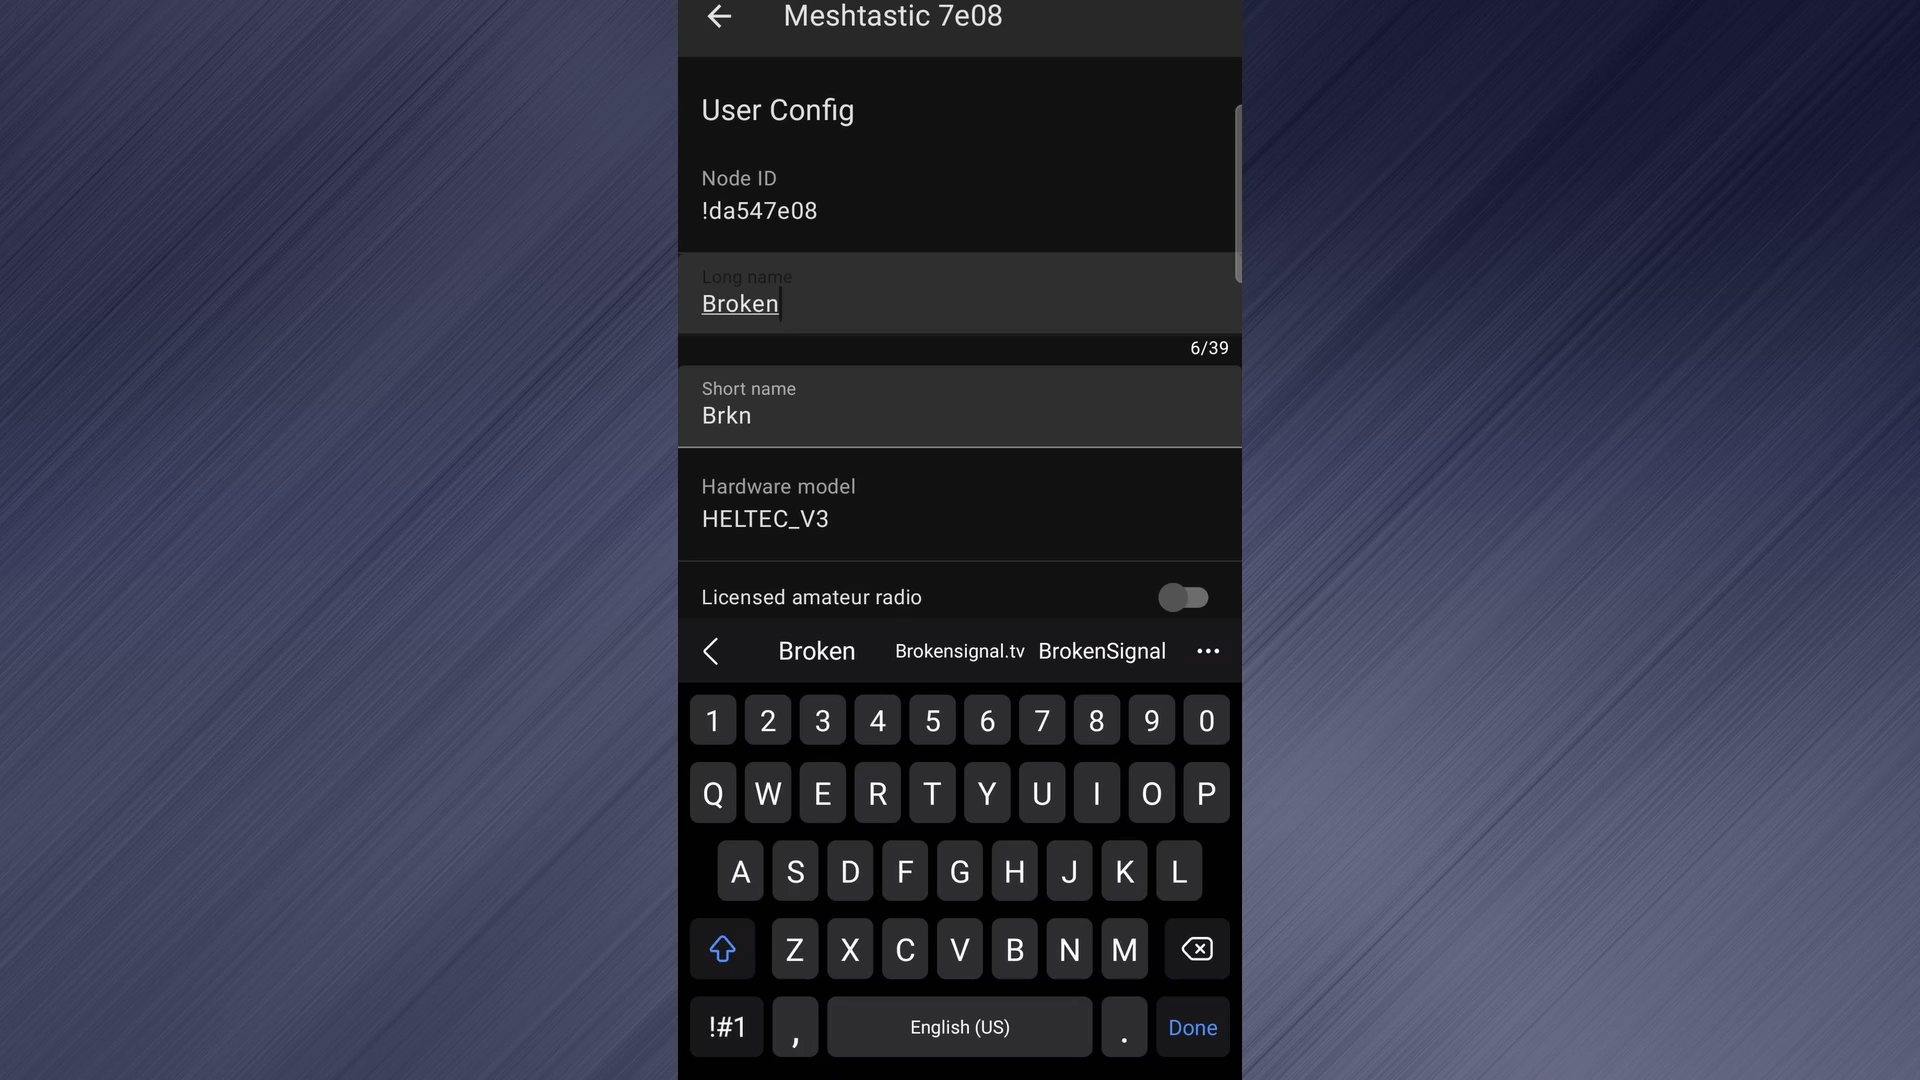 Meshtastic 7e08
User Config
Node ID
!da547e08
Long name
Broken
6/39
Short name
Brkn
Hardware model
HELTEC_V3
Licensed amateur radio
Broken Brokensignal.tv BrokenSignal
1 2 3 4 5 6 7 8 9 0
Q W E R T Y U I O P
A S D F G H J K L
Z X C V B N M
!#1 , English (US) . Done